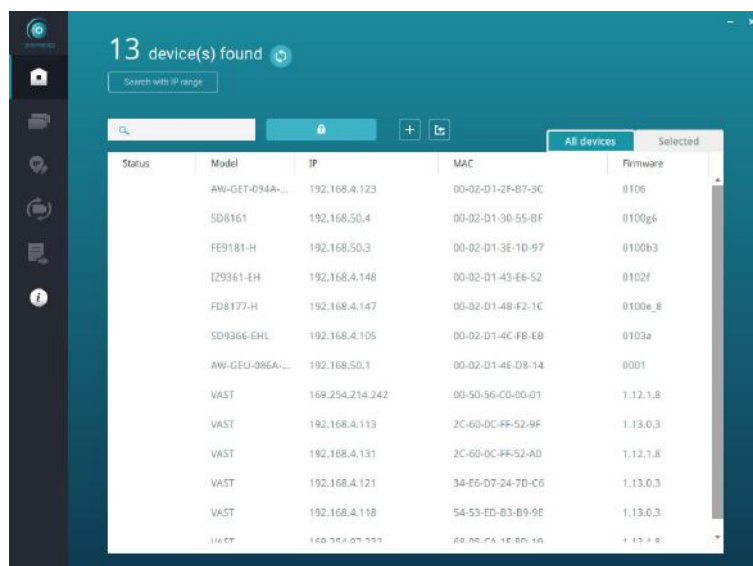 13 device(s) found
Search with IP range
All devices Selected
Status Model IP MAC Firmware
AW-GET-094A-... 192.168.4.123 00-02-D1-2F-B7-3C 0106
SD8161 192.168.50.4 00-02-D1-30-55-BF 0100g6
FE9181-H 192.168.50.3 00-02-D1-3E-1D-97 0100b3
IZ9361-EH 192.168.4.148 00-02-D1-43-E6-52 0102f
FD8177-H 192.168.4.147 00-02-D1-4B-F2-1C 0100e_8
SD9366-EHL 192.168.4.105 00-02-D1-4C-FB-EB 0103a
AW-GEU-086A-... 192.168.50.1 00-02-D1-4E-D8-14 0001
VAST 169.254.214.242 00-50-56-C0-00-01 1.12.1.8
VAST 192.168.4.113 2C-60-0C-FF-52-9F 1.13.0.3
VAST 192.168.4.131 2C-60-0C-FF-52-A0 1.12.1.8
VAST 192.168.4.121 34-E6-D7-24-7D-C6 1.13.0.3
VAST 192.168.4.118 54-53-ED-B3-B9-9E 1.13.0.3
VAST 169.254.97.232